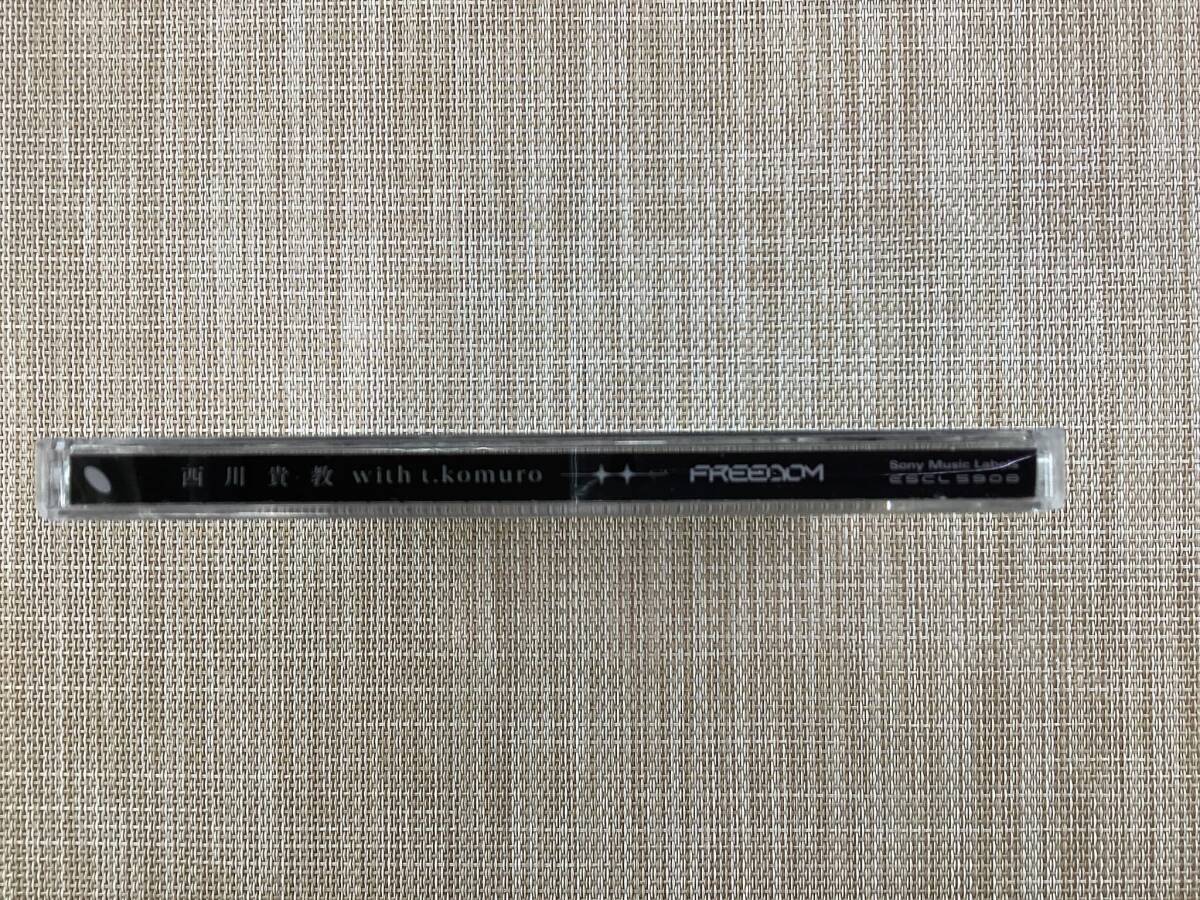 西川貴教 with t.komuro
FREEDOM
Sony Music Labels
ESCL 5908